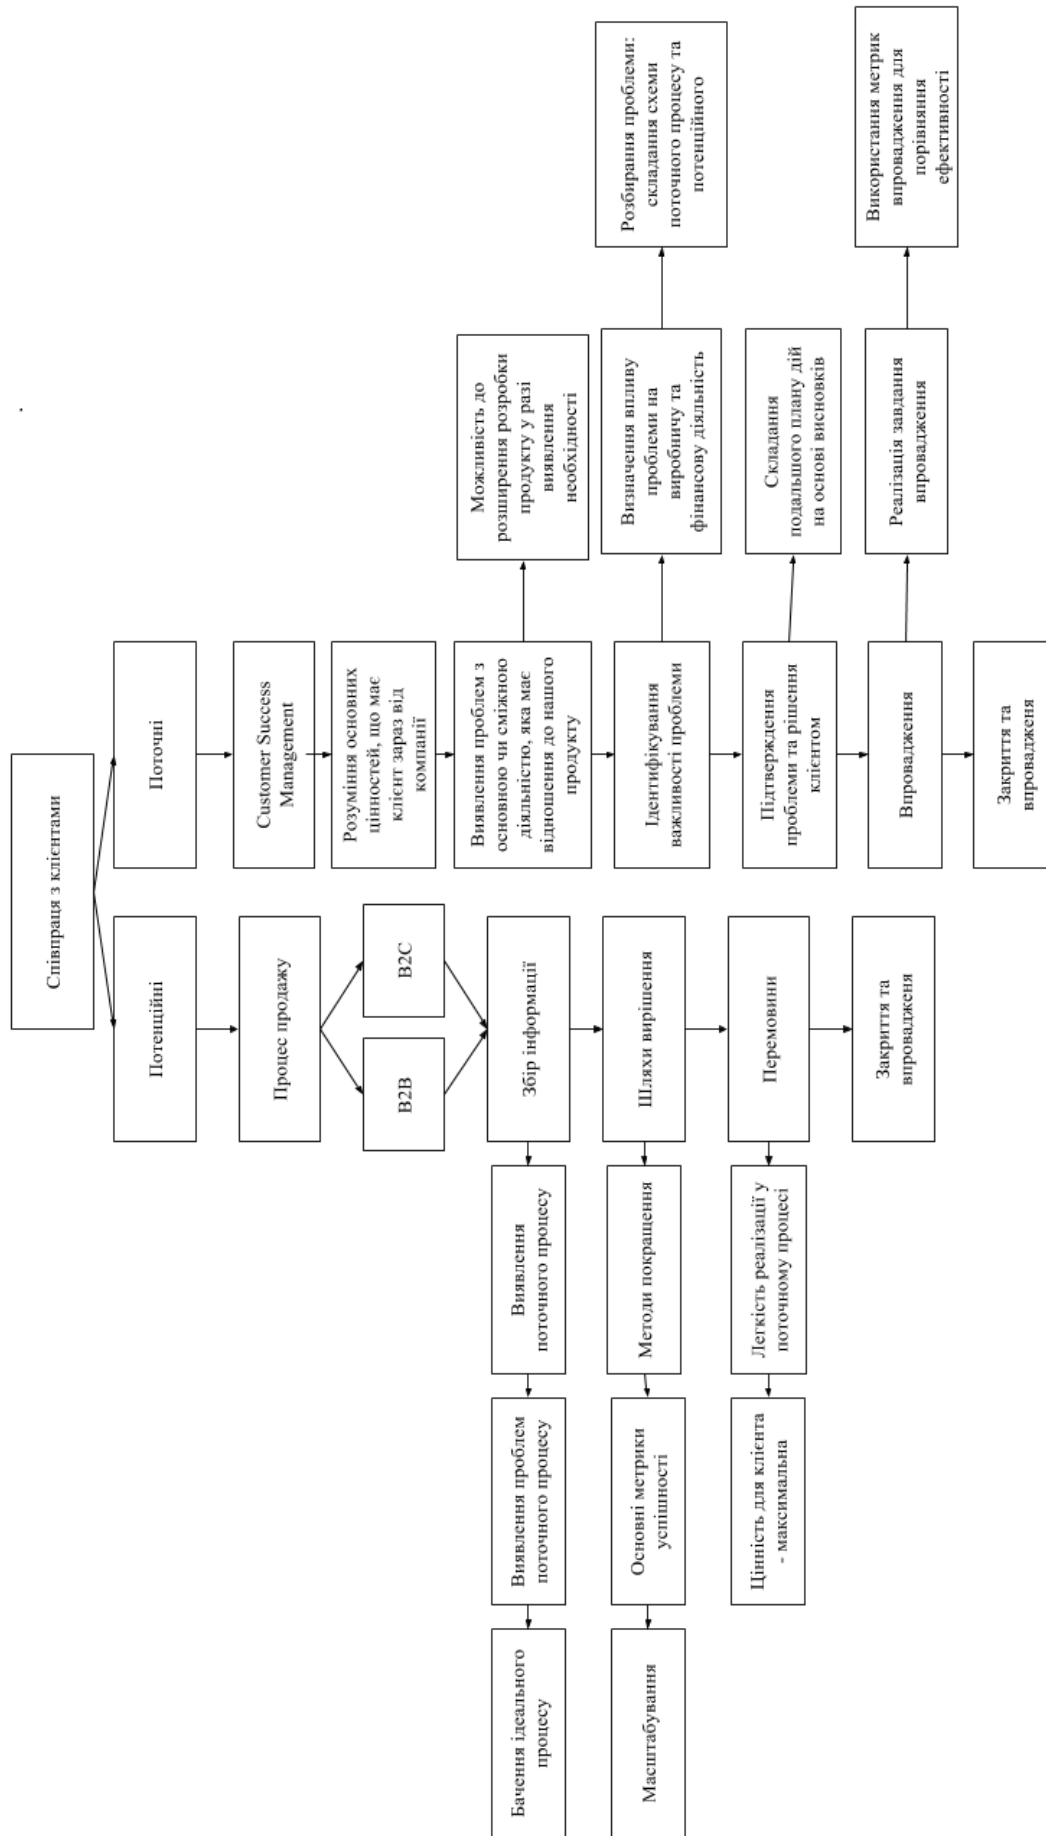 Співпраця з клієнтами
Потенційні
Поточні
Процес продажу
Customer Success
Management
B2B
B2C
Розуміння основних
цінностей, що має
клієнт зараз від
компанії
Бачення ідеального
процесу
Виявлення проблем
поточного процесу
Виявлення
поточного процесу
Збір інформації
Виявлення проблем з
основною чи сміжною
діяльністю, яка має
відношення до нашого
продукту
Можливість до
розширення розробки
продукту у разі
виявлення
необхідності
Масштабування
Основні метрики
успішності
Методи покращення
Шляхи вирішення
Ідентифікування
важливості проблеми
Визначення впливу
проблеми на
виробничу та
фінансову діяльність
Розбирання проблеми:
складання схеми
поточного процесу та
потенційного
Цінність для клієнта
- максимальна
Легкість реалізації у
поточному процесі
Перемовини
Підтвердження
проблеми та рішення
клієнтом
Складання
подальшого плану дій
на основі висновків
Закриття та
впровадженя
Впровадження
Реалізація завдання
впровадження
Використання метрик
впровадження для
порівняння
ефективності
Закриття та
впровадженя